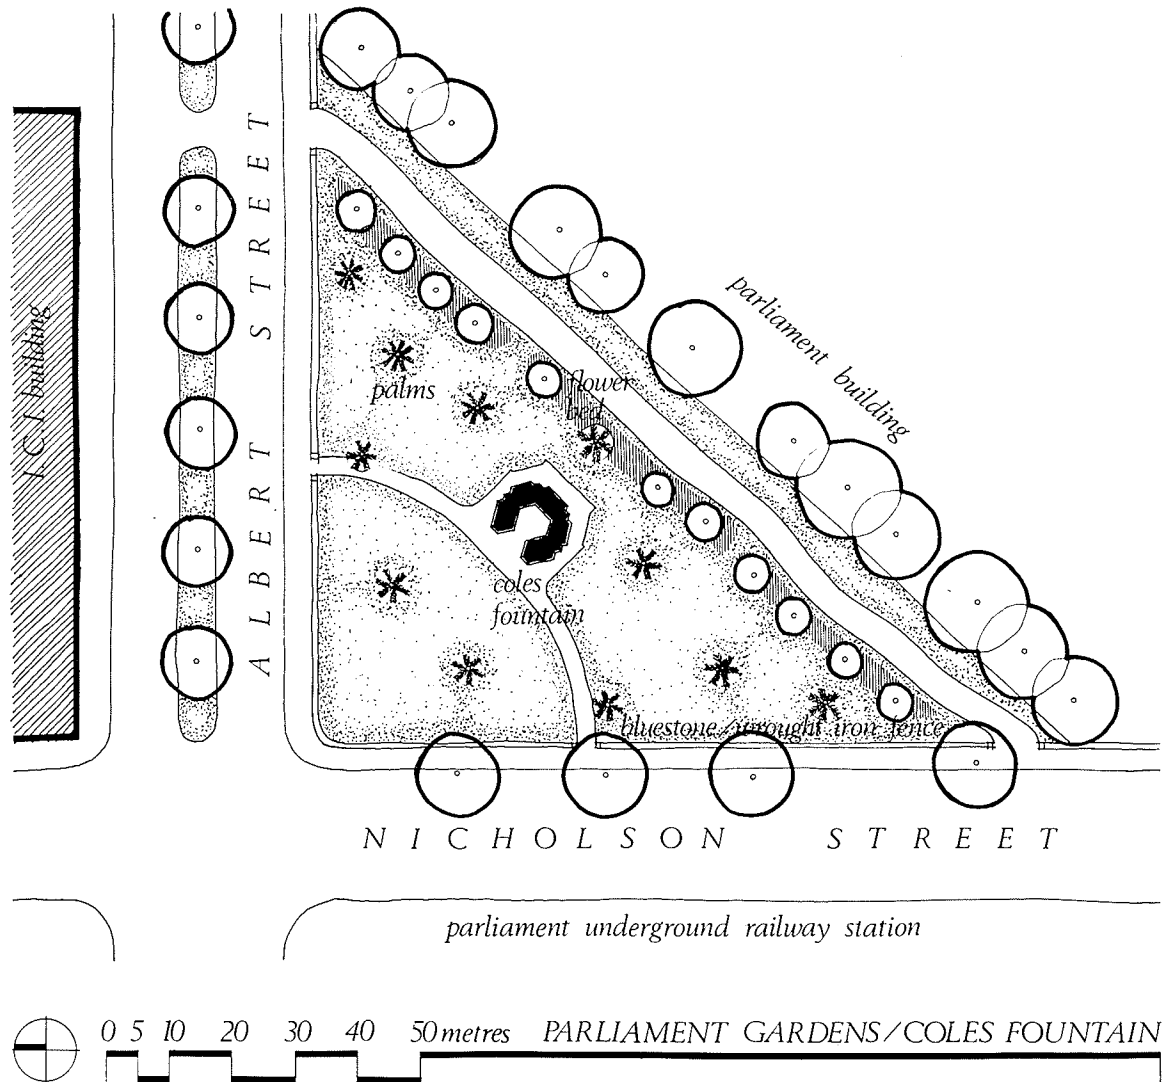 I.C.I. building
ALBERT STREET
parliament building
palms
flower
bed
coles
fountain
bluestone/wrought iron fence
NICHOLSON STREET
parliament underground railway station
0 5 10 20 30 40 50 metres PARLIAMENT GARDENS/COLES FOUNTAIN